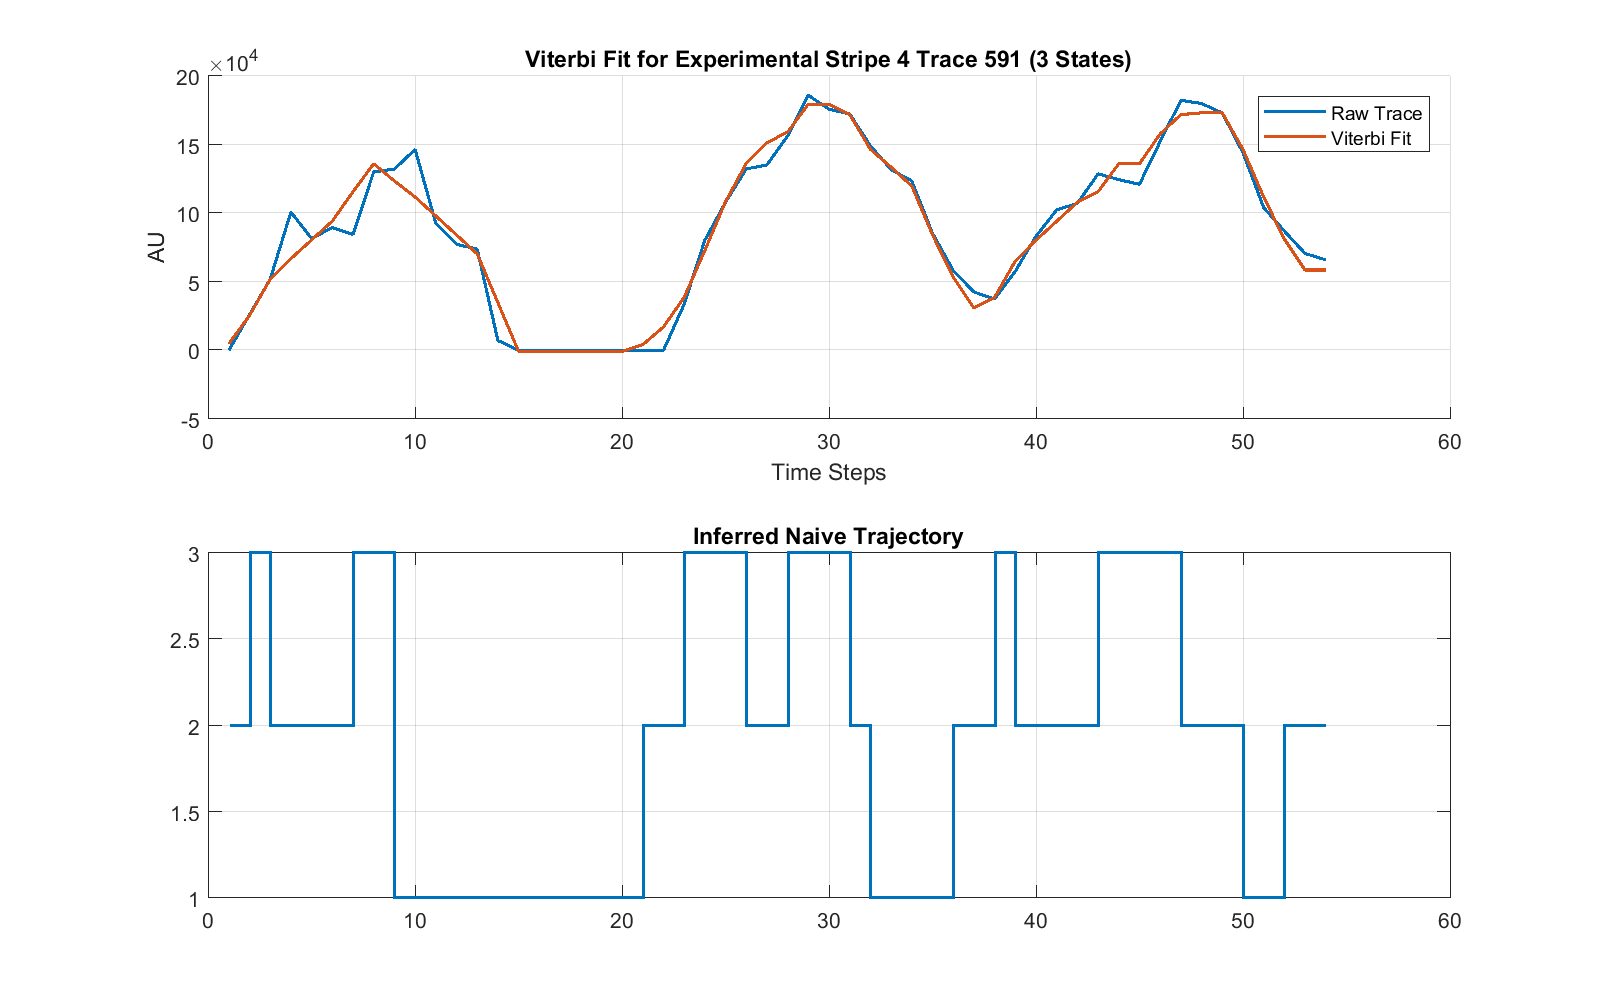 Viterbi Fit for Experimental Stripe 4 Trace 591 (3 States)
×10⁴
20
15
10
5
0
-5
AU
Raw Trace
Viterbi Fit
0 10 20 30 40 50 60
Time Steps
Inferred Naive Trajectory
3
2.5
2
1.5
1
0 10 20 30 40 50 60